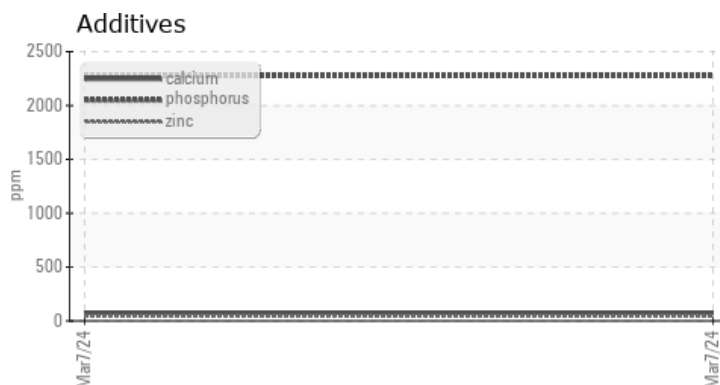 Additives
2500
2000
1500
1000
500
0
ppm
calcium
phosphorus
zinc
Mar7/24
Mar7/24